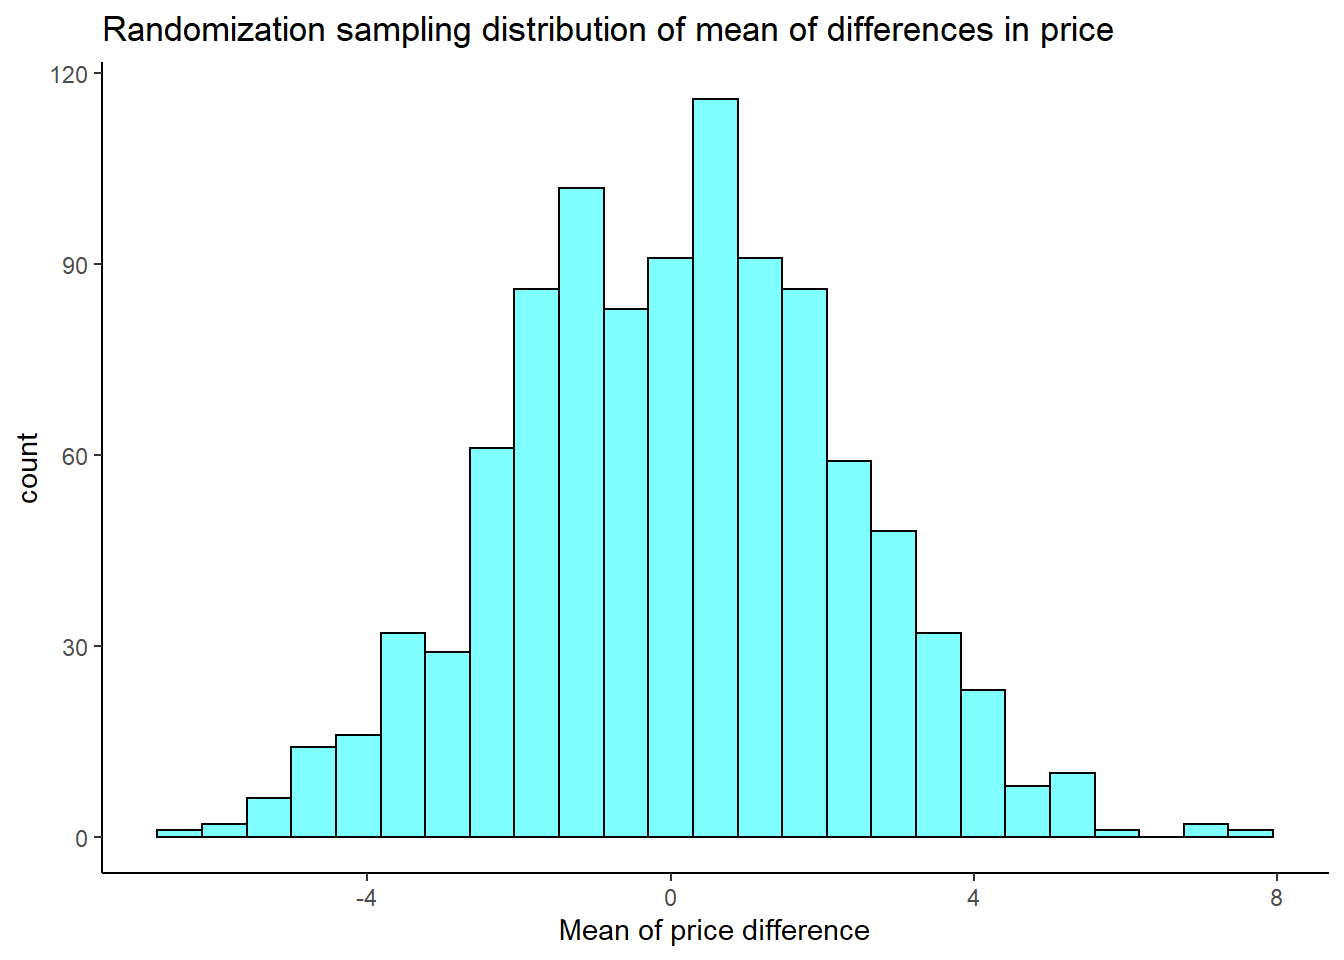 Randomization sampling distribution of mean of differences in price
120
90
60
30
0
count
-4 0 4 8
Mean of price difference